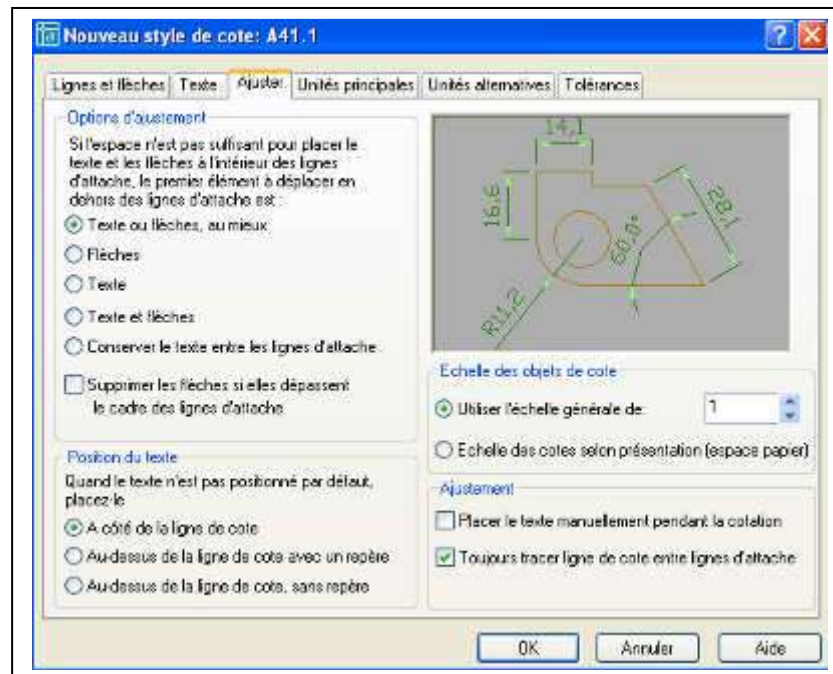 Nouveau style de cote: A41.1
Lignes et flèches
Texte
Ajuster
Unités principales
Unités alternatives
Tolérances
Options d'ajustement
Si l'espace n'est pas suffisant pour placer le
texte et les flèches à l'intérieur des lignes
d'attache, le premier élément à déplacer en
dehors des lignes d'attache est :
Texte ou flèches, au mieux
Flèches
Texte
Texte et flèches
Conserver le texte entre les lignes d'attache
Supprimer les flèches si elles dépassent
le cadre des lignes d'attache
Position du texte
Quand le texte n'est pas positionné par défaut,
placez-le
A côté de la ligne de cote
Au-dessus de la ligne de cote avec un repère
Au-dessus de la ligne de cote, sans repère
14,1
16,6
28,1
60,0°
R11,2
Echelle des objets de cote
Utiliser l'échelle générale de:
1
Echelle des cotes selon présentation (espace papier)
Ajustement
Placer le texte manuellement pendant la cotation
Toujours tracer ligne de cote entre lignes d'attache
OK
Annuler
Aide